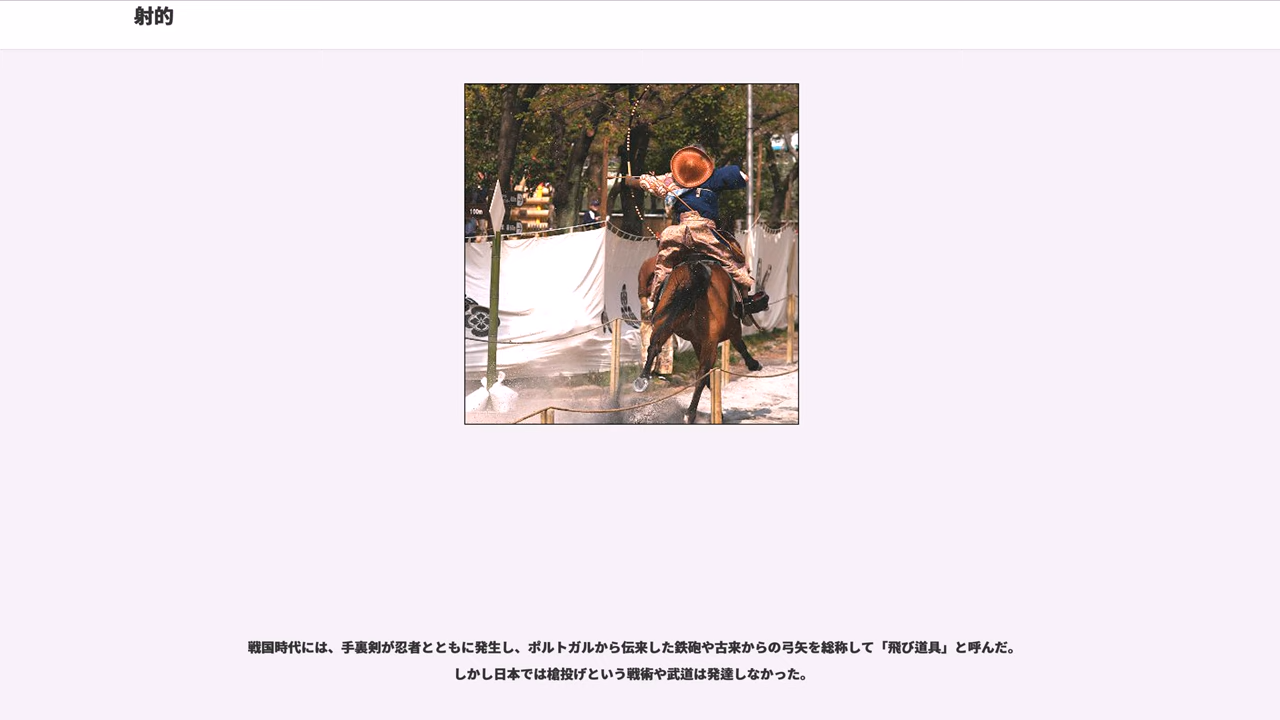 射的
100m
戦国時代には、手裏剣が忍者とともに発生し、ポルトガルから伝来した鉄砲や古来からの弓矢を総称して「飛び道具」と呼んだ。
しかし日本では槍投げという戦術や武道は発達しなかった。